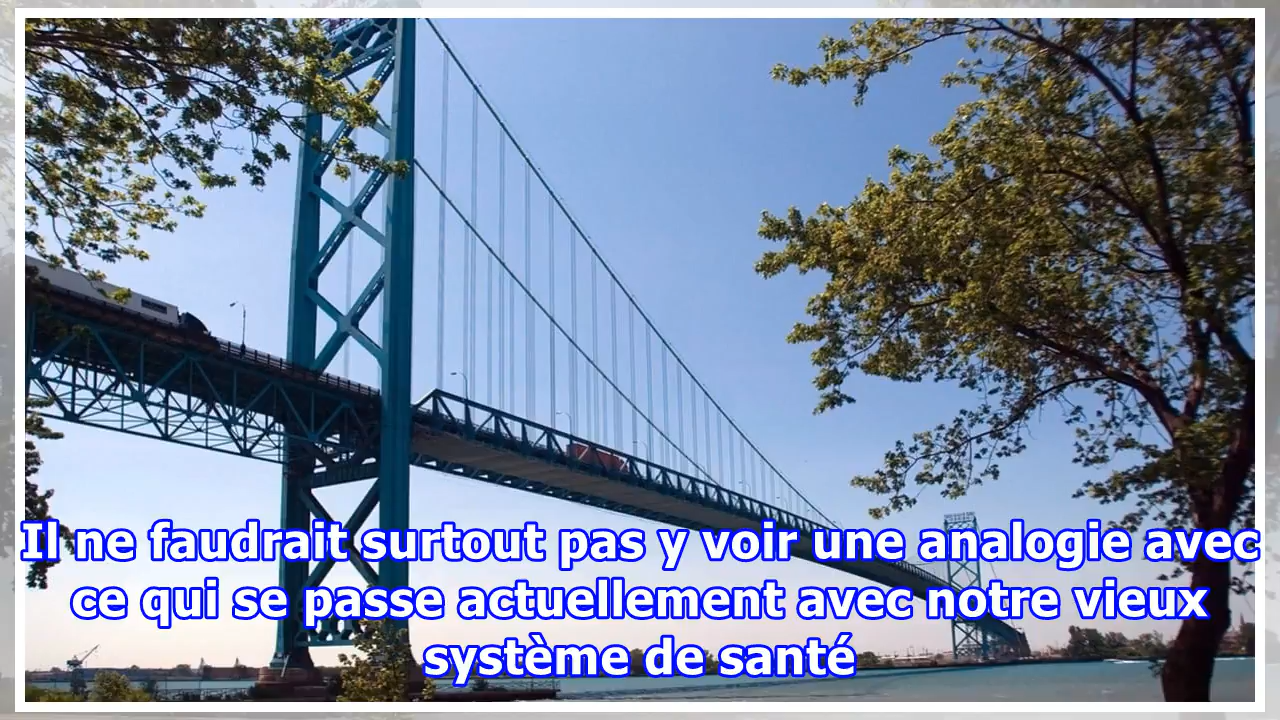 Il ne faudrait surtout pas y voir une analogie avec
ce qui se passe actuellement avec notre vieux
système de santé